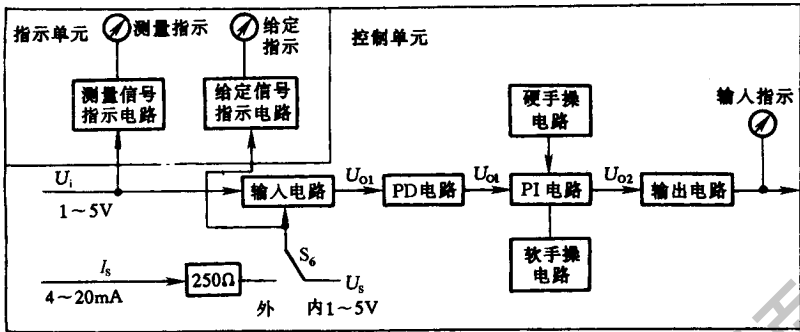 指示单元
测量指示
给定
指示
控制单元
测量信号
指示电路
给定信号
指示电路
硬手操
电路
输入指示
Ui
1~5V
输入电路
UO1
PD电路
UO1
PI电路
UO2
输出电路
S6
软手操
电路
Is
4~20mA
250Ω
外
内1~5V
Us